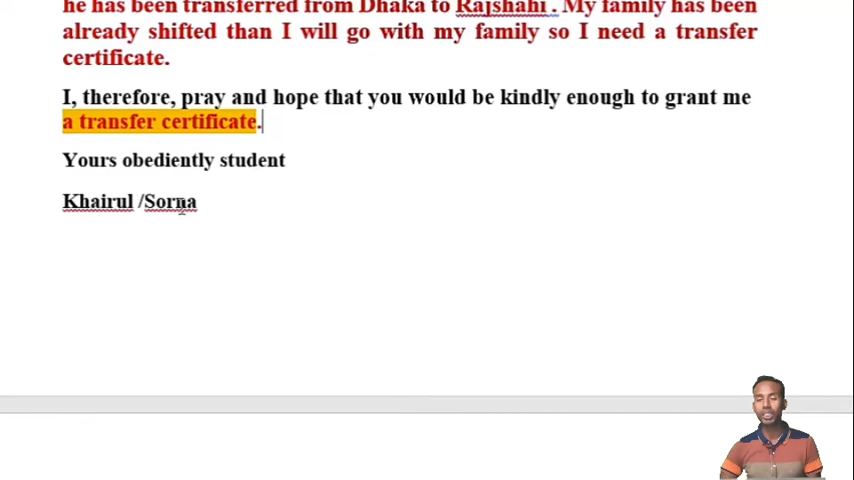 he has been transferred from Dhaka to Rajshahi . My family has been
already shifted than I will go with my family so I need a transfer
certificate.
I, therefore, pray and hope that you would be kindly enough to grant me
a transfer certificate.
Yours obediently student
Khairul /Sorna